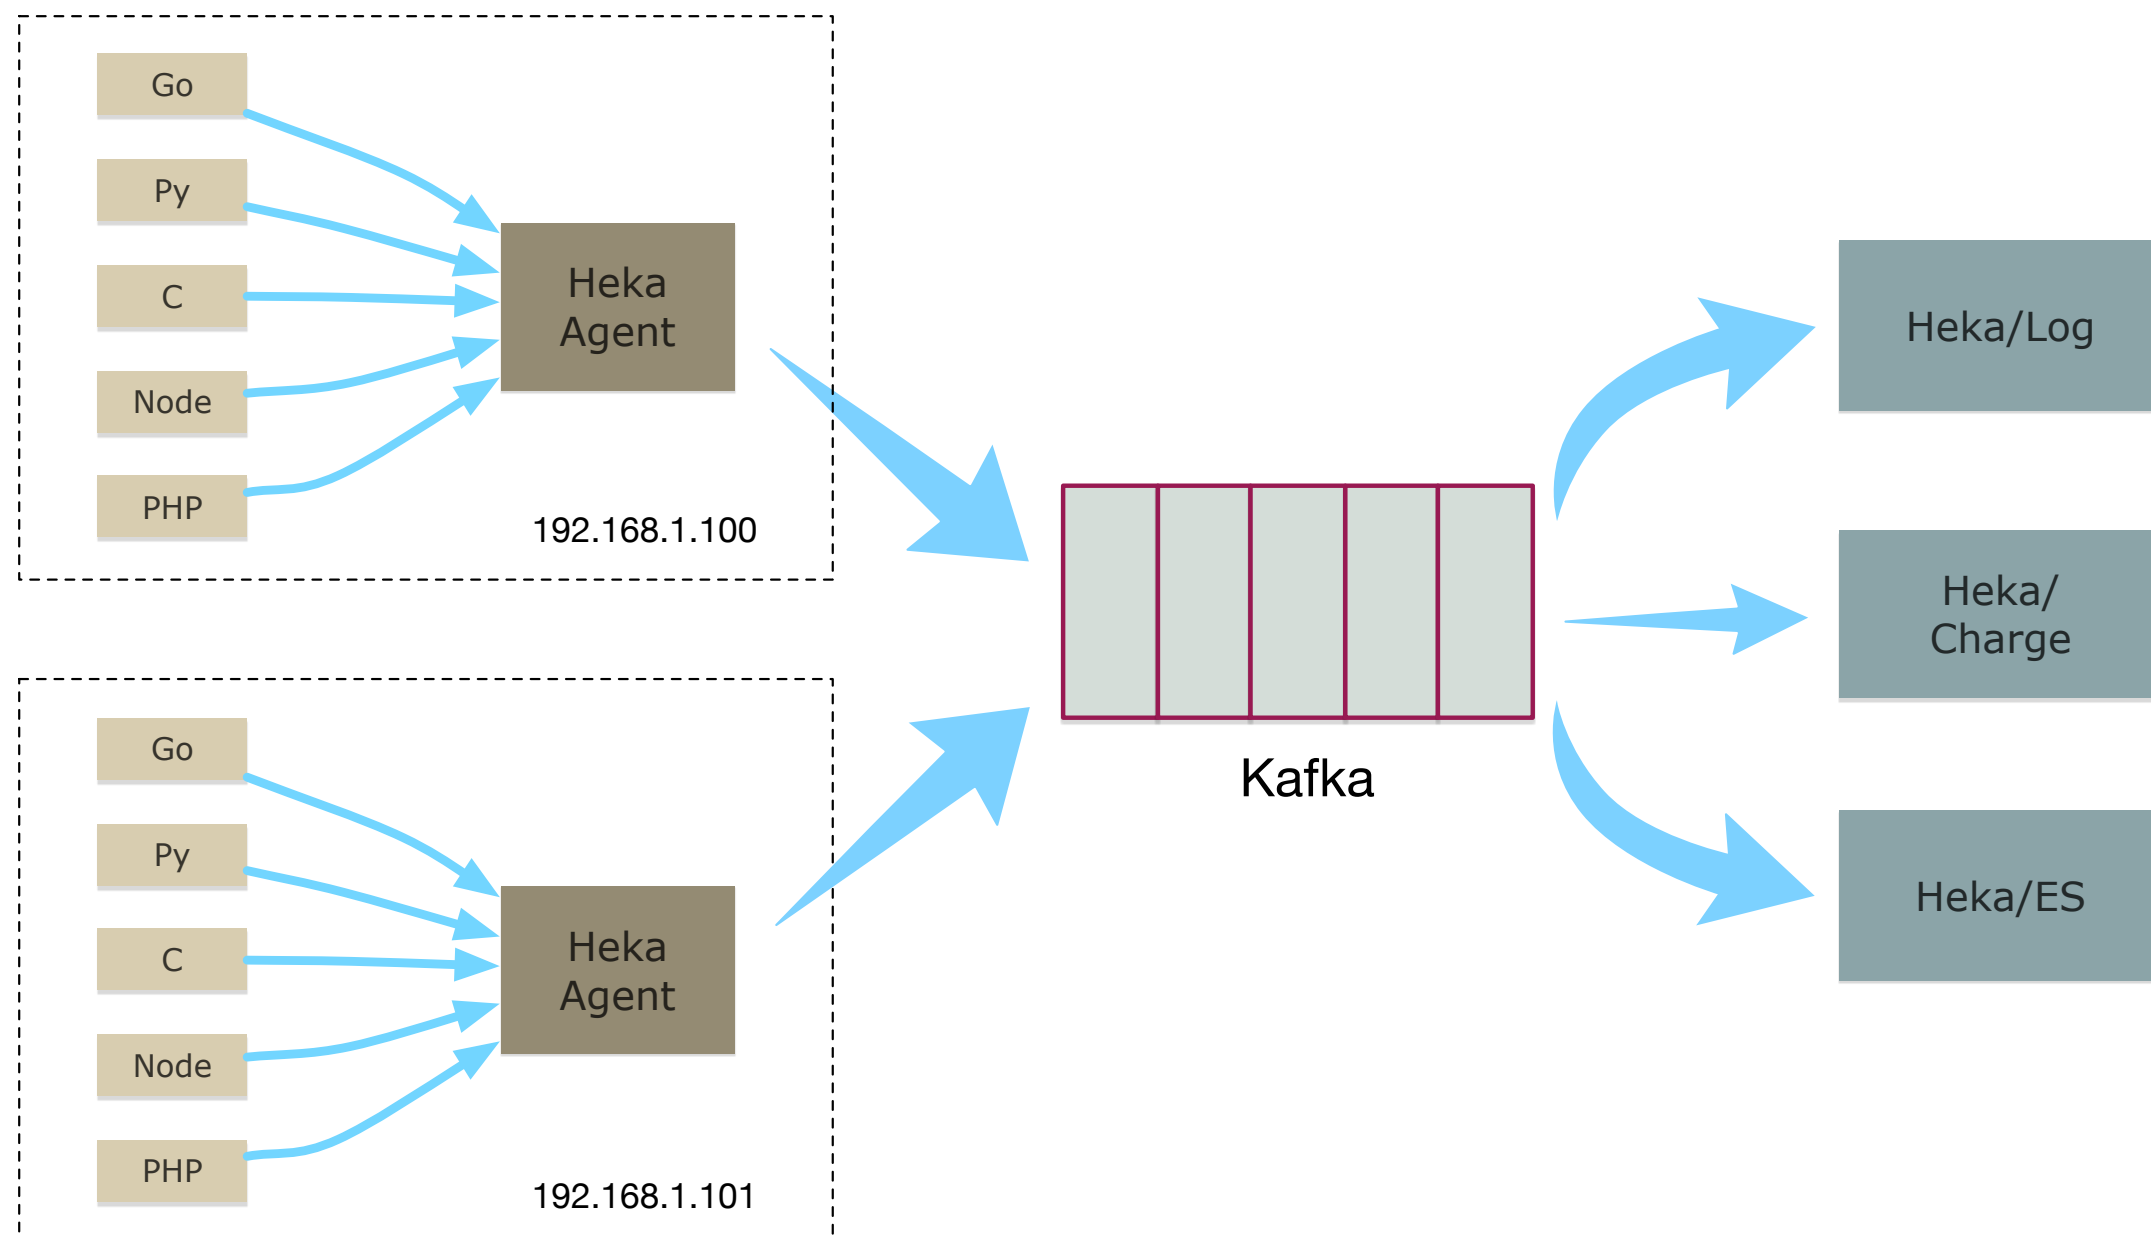 Go
Py
C
Node
PHP
Heka
Agent
192.168.1.100
Go
Py
C
Node
PHP
Heka
Agent
192.168.1.101
Kafka
Heka/Log
Heka/
Charge
Heka/ES